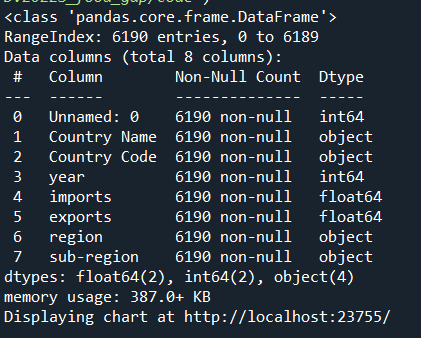 <class 'pandas.core.frame.DataFrame'>
RangeIndex: 6190 entries, 0 to 6189
Data columns (total 8 columns):
 #   Column        Non-Null Count  Dtype
---  ------        --------------  -----
 0   Unnamed: 0    6190 non-null   int64
 1   Country Name  6190 non-null   object
 2   Country Code  6190 non-null   object
 3   year          6190 non-null   int64
 4   imports       6190 non-null   float64
 5   exports       6190 non-null   float64
 6   region        6190 non-null   object
 7   sub-region    6190 non-null   object
dtypes: float64(2), int64(2), object(4)
memory usage: 387.0+ KB
Displaying chart at http://localhost:23755/